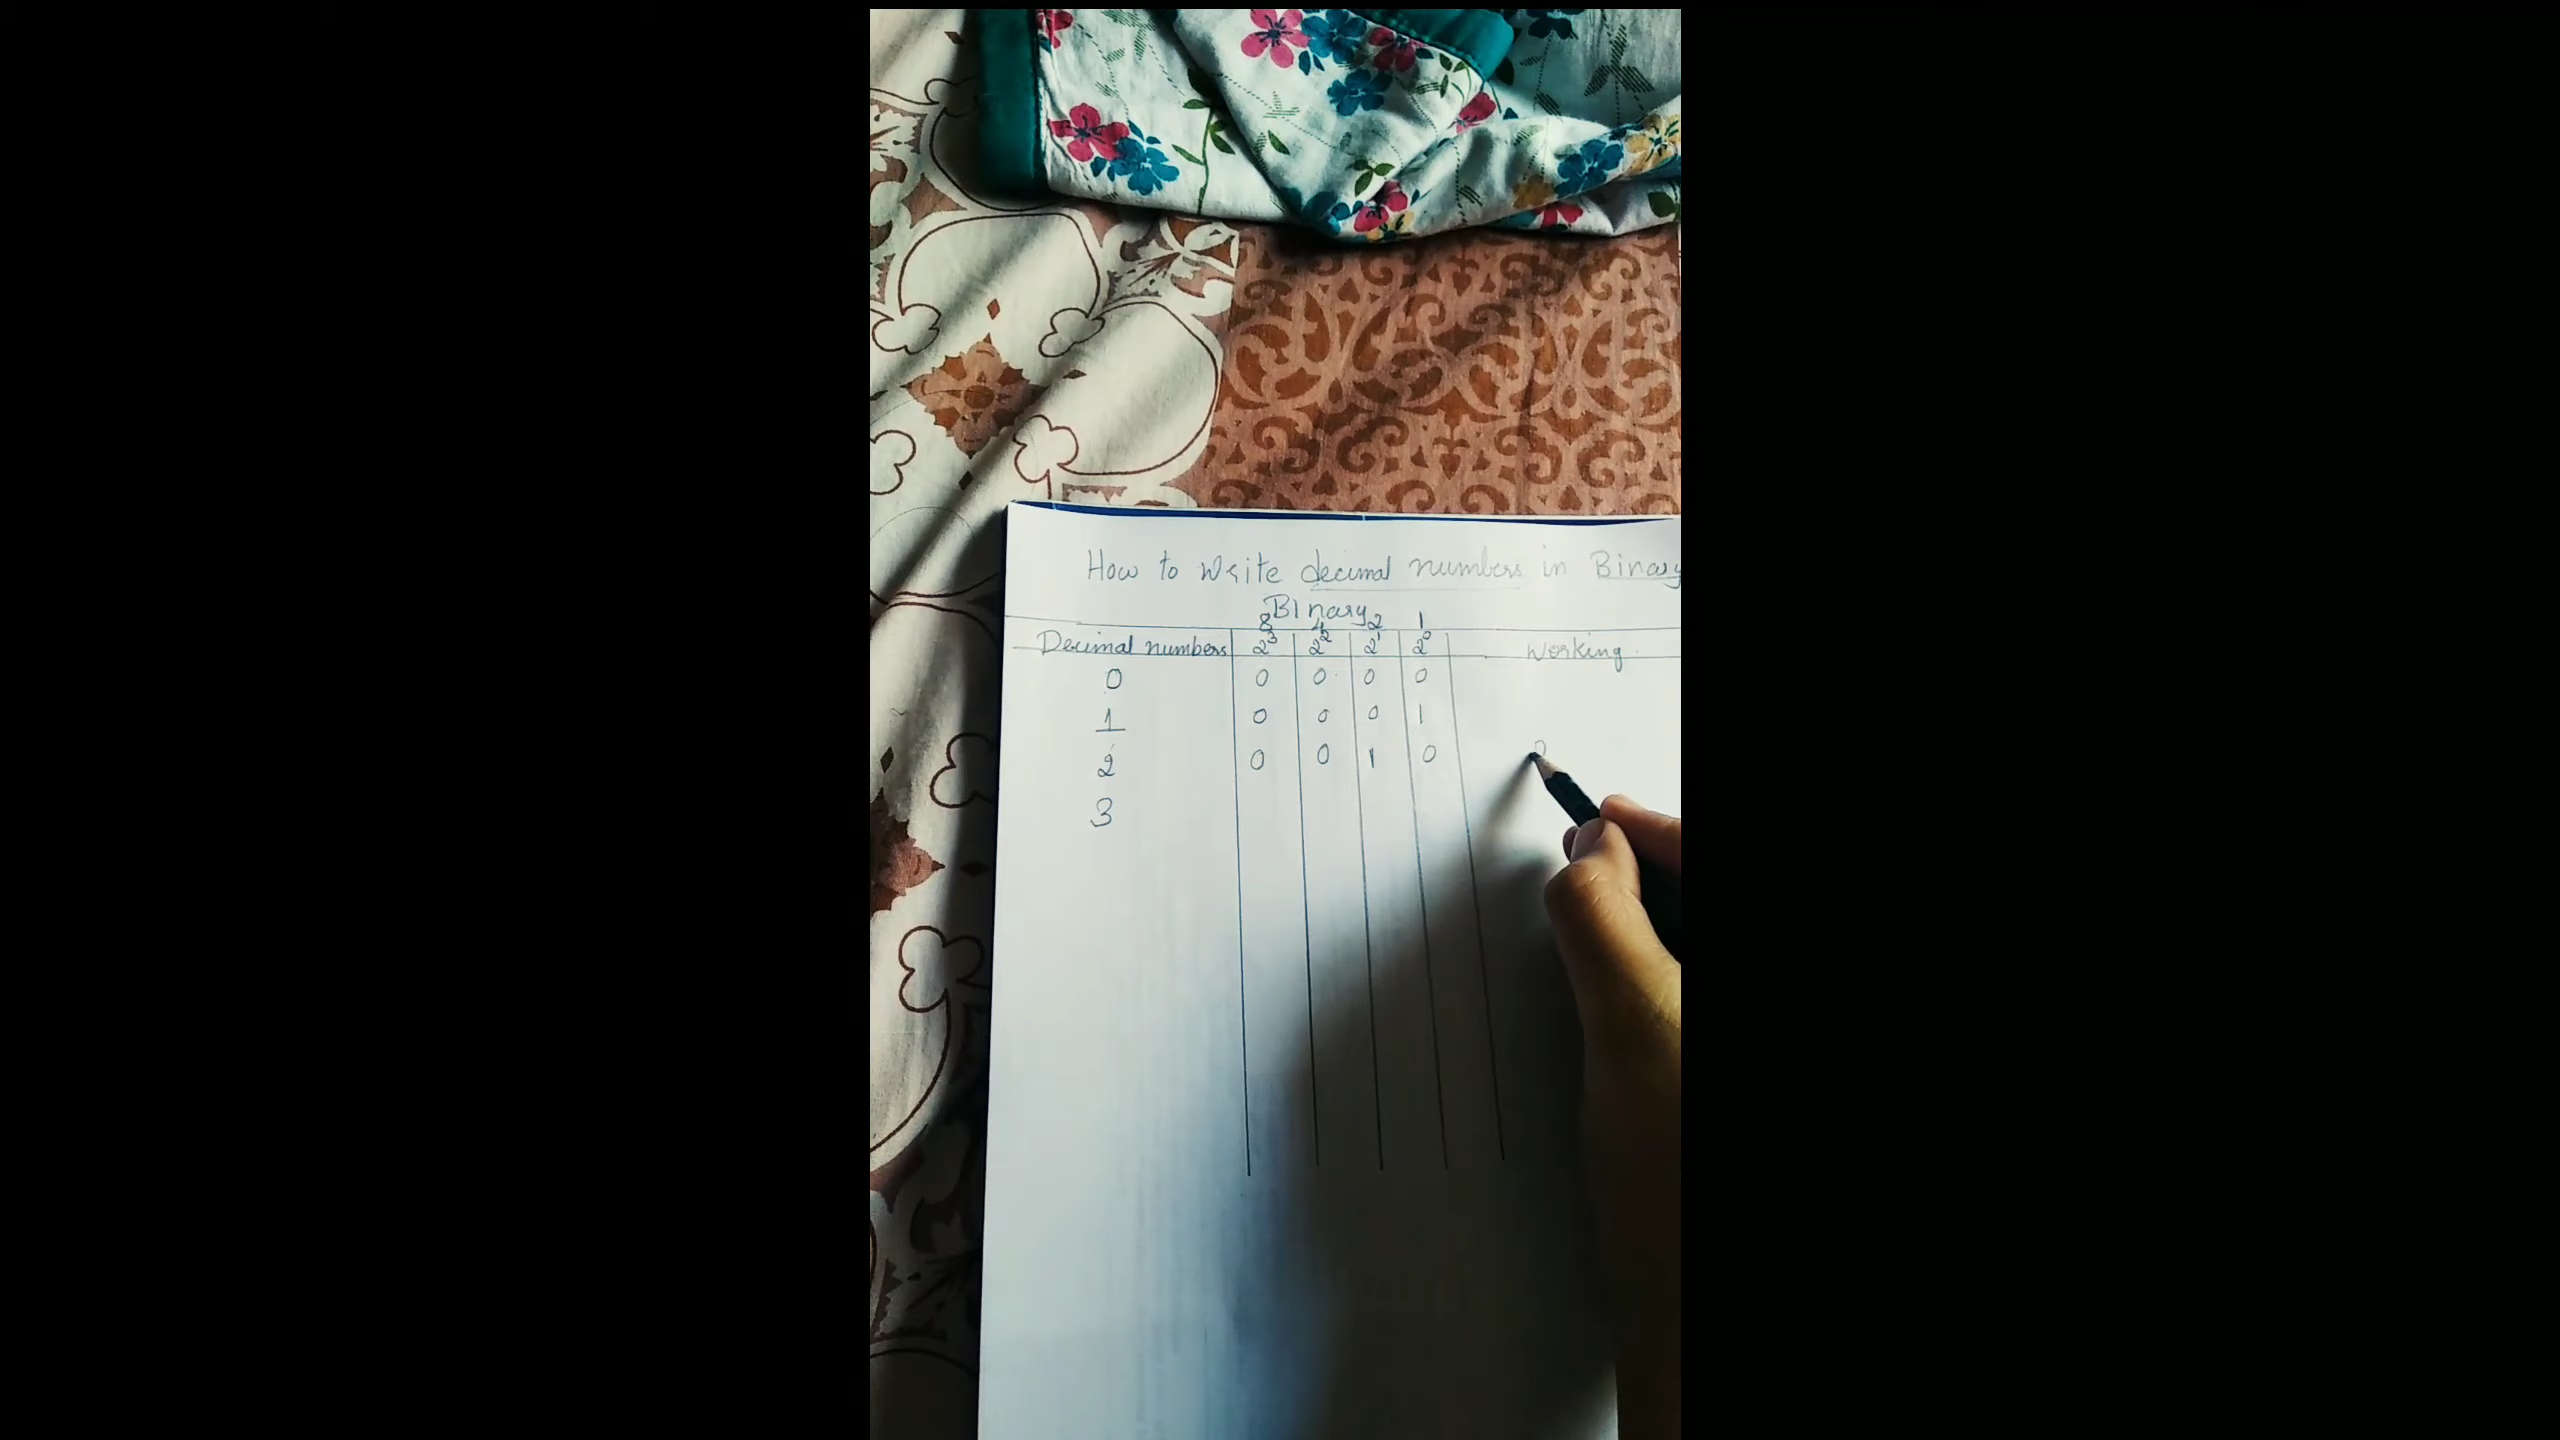 How to write decimal numbers in Binary
Binary
8 4 2 1
Decimal numbers 2³ 2² 2¹ 2⁰ Working
0 0 0 0 0
1 0 0 0 1
2 0 0 1 0
3